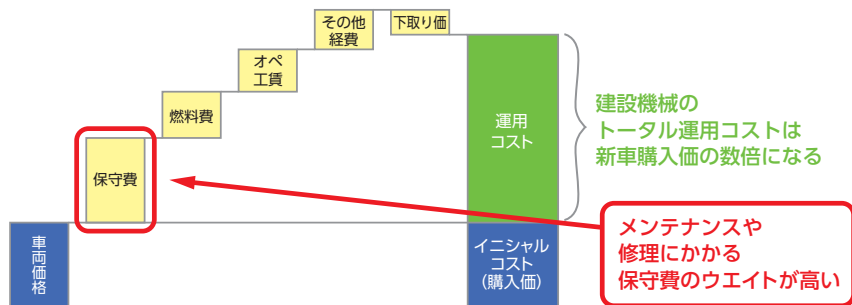 その他
経費
下取り価
オペ
工賃
燃料費
保守費
車両価格
運用
コスト
イニシャル
コスト
(購入価)
建設機械の
トータル運用コストは
新車購入価の数倍になる
メンテナンスや
修理にかかる
保守費のウエイトが高い